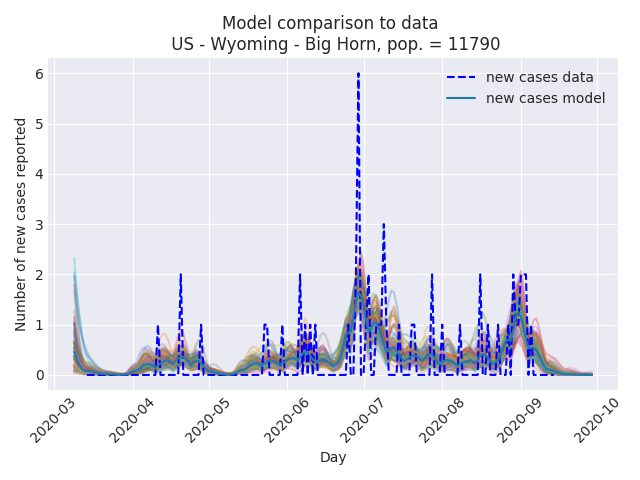 Model comparison to data
US - Wyoming - Big Horn, pop. = 11790
new cases data
new cases model
Number of new cases reported
6
5
4
3
2
1
0
2020-03
2020-04
2020-05
2020-06
2020-07
2020-08
2020-09
2020-10
Day